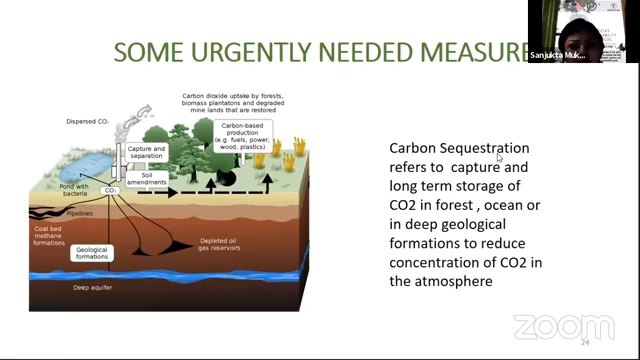 SOME URGENTLY NEEDED MEASURE
Sanjukta Muk...
Carbon dioxide uptake by forests,
biomass plantatons and degraded
mine lands that are restored
Dispersed CO₂
Carbon-based
production
(e.g. fuels, power,
wood, plastics)
Capture and
separation
Soil
amendments
Pond with
bacteria
CO₂
Pipelines
Coal bed
methane
formations
Geological
formations
Depleted oil
gas reservoirs
Deep aquifer
Carbon Sequestration
refers to capture and
long term storage of
CO2 in forest , ocean or
in deep geological
formations to reduce
concentration of CO2 in
the atmosphere
zoom
24